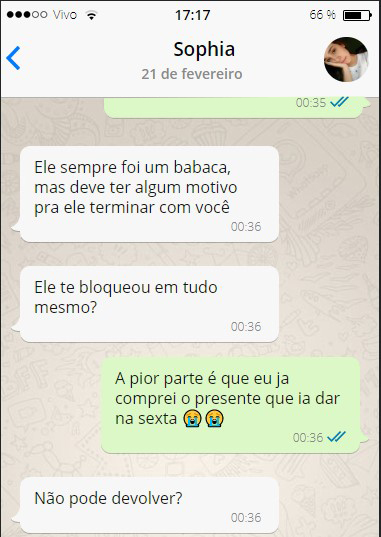 Vivo 17:17 66 %
Sophia
21 de fevereiro
00:35
Ele sempre foi um babaca,
mas deve ter algum motivo
pra ele terminar com você
00:36
Ele te bloqueou em tudo
mesmo?
00:36
A pior parte é que eu ja
comprei o presente que ia dar
na sexta 😭😭
00:36
Não pode devolver?
00:36